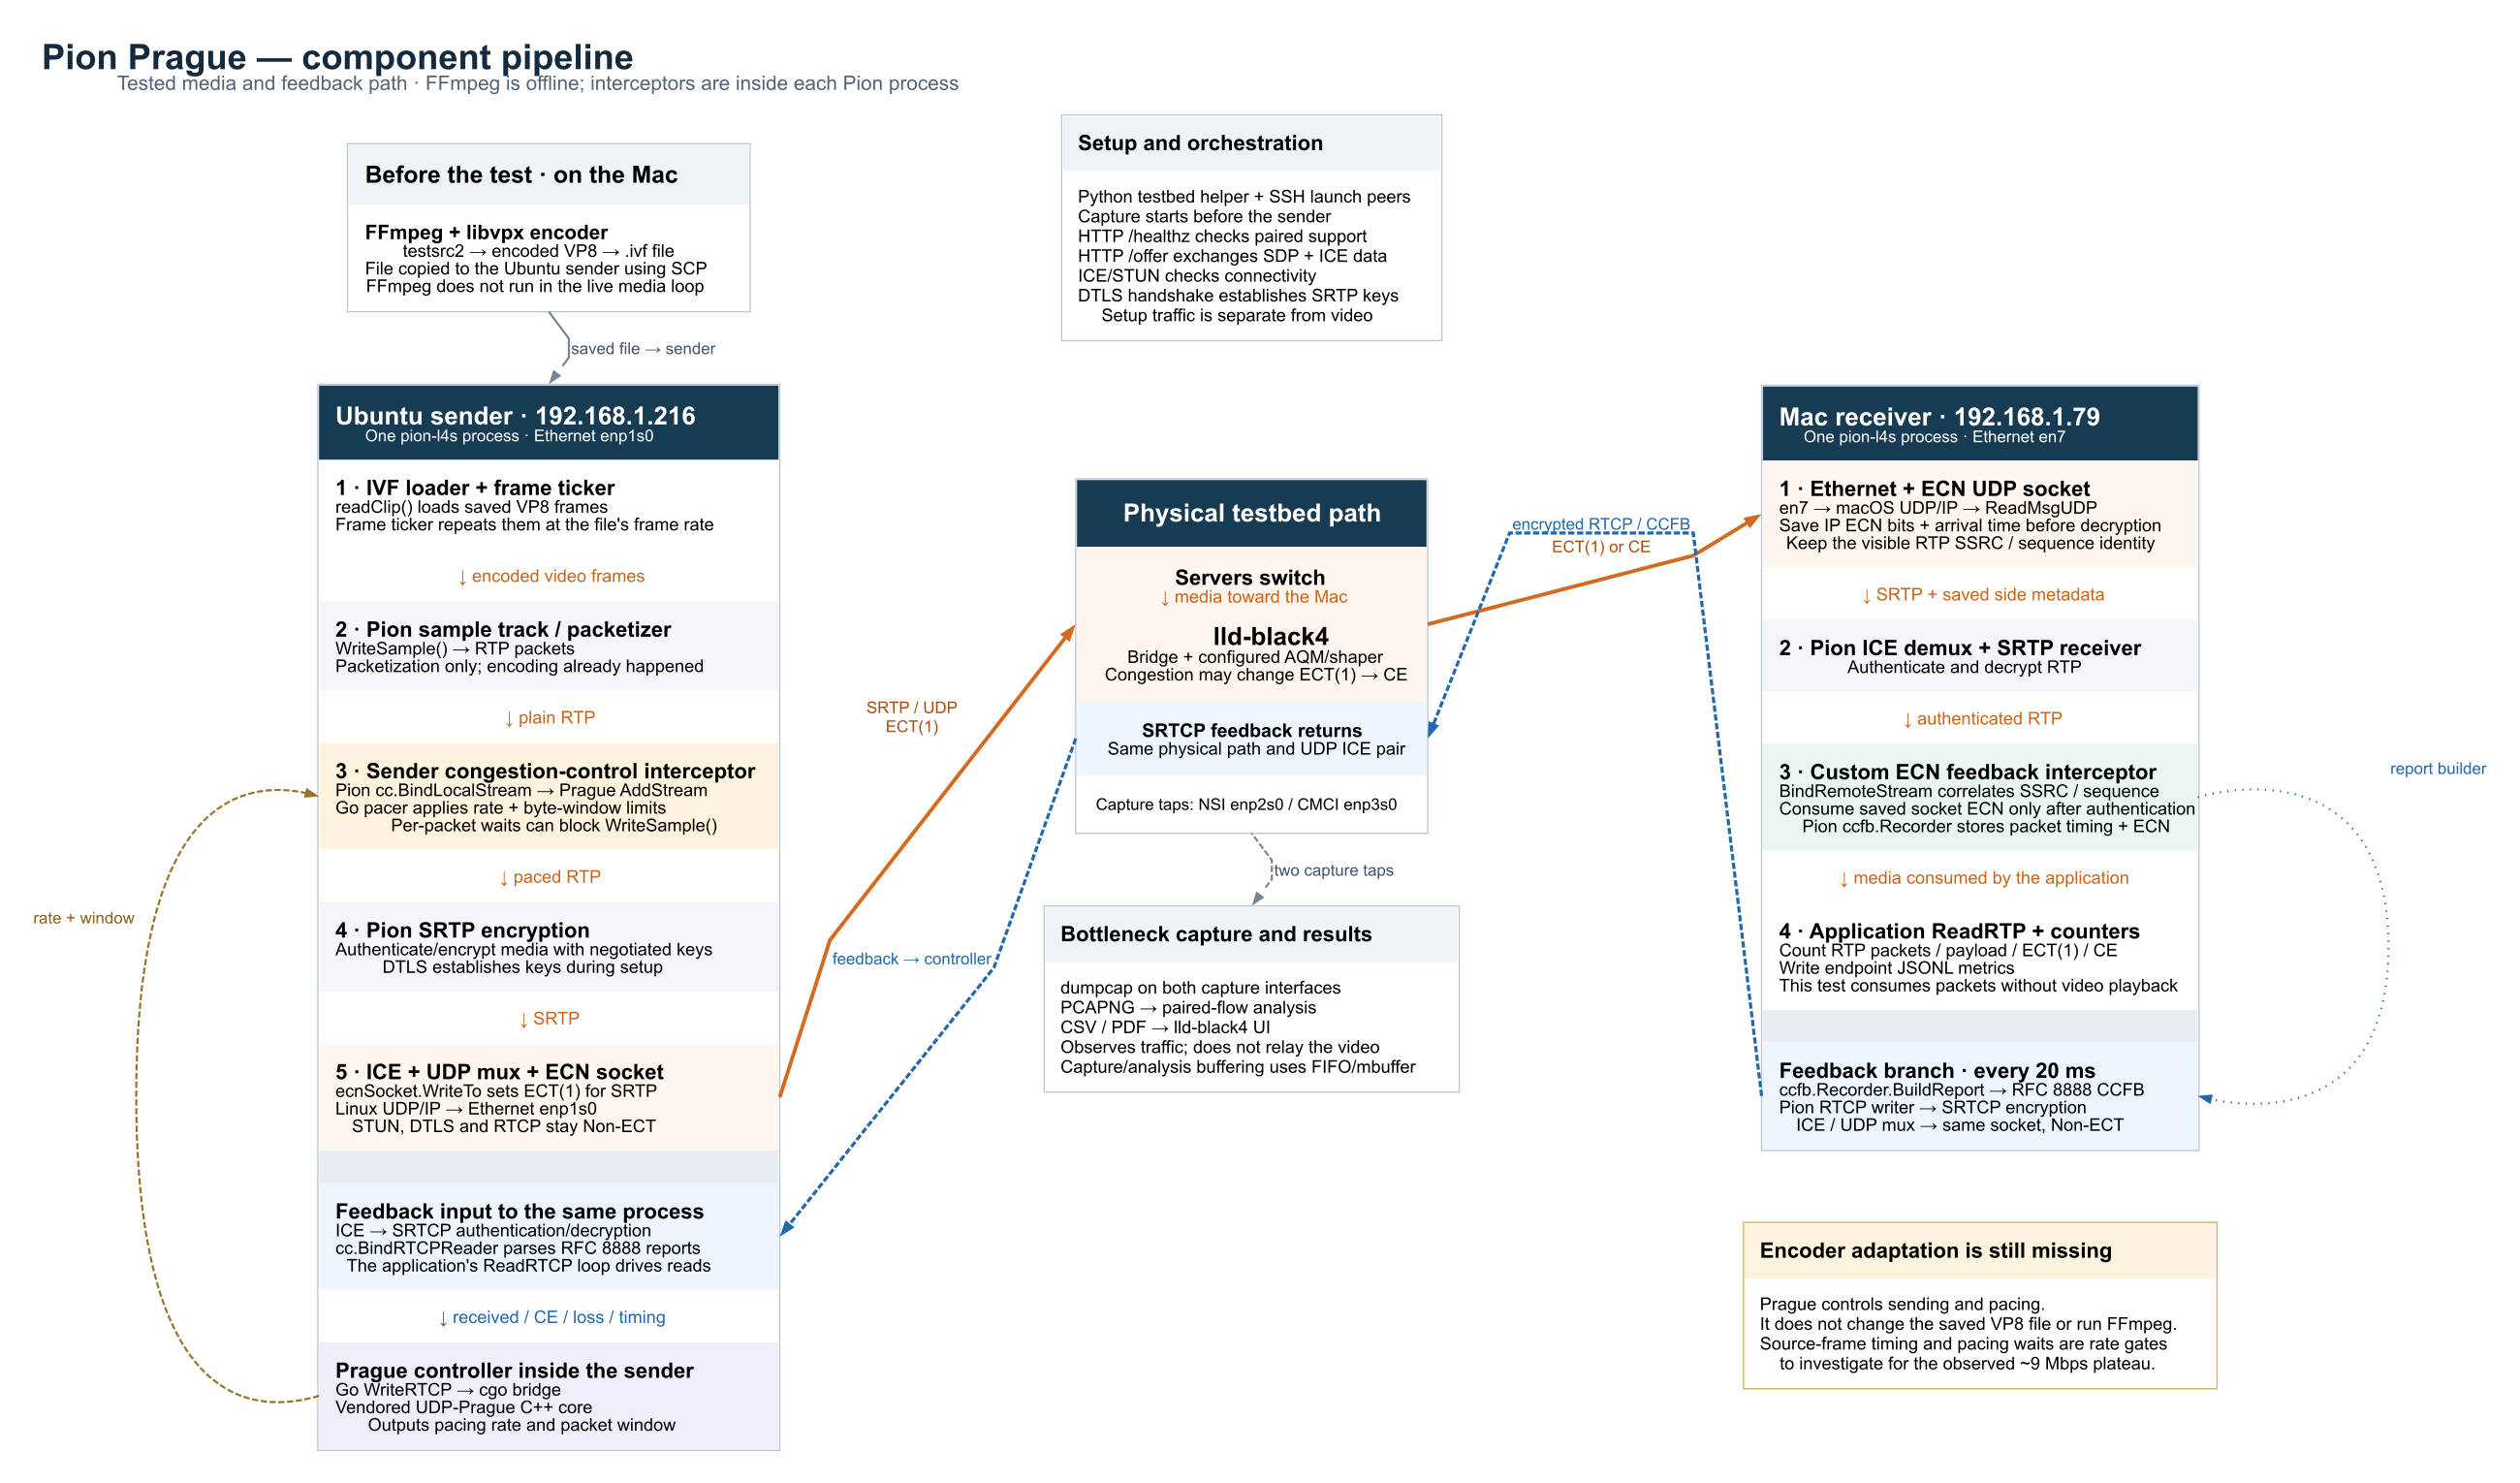 Pion Prague — component pipeline
Tested media and feedback path · FFmpeg is offline; interceptors are inside each Pion process
Before the test · on the Mac
FFmpeg + libvpx encoder
testsrc2 → encoded VP8 → .ivf file
File copied to the Ubuntu sender using SCP
FFmpeg does not run in the live media loop
saved file → sender
Setup and orchestration
Python testbed helper + SSH launch peers
Capture starts before the sender
HTTP /healthz checks paired support
HTTP /offer exchanges SDP + ICE data
ICE/STUN checks connectivity
DTLS handshake establishes SRTP keys
Setup traffic is separate from video
Ubuntu sender · 192.168.1.216
One pion-l4s process · Ethernet enp1s0
1 · IVF loader + frame ticker
readClip() loads saved VP8 frames
Frame ticker repeats them at the file's frame rate
↓ encoded video frames
2 · Pion sample track / packetizer
WriteSample() → RTP packets
Packetization only; encoding already happened
↓ plain RTP
3 · Sender congestion-control interceptor
Pion cc.BindLocalStream → Prague AddStream
Go pacer applies rate + byte-window limits
Per-packet waits can block WriteSample()
↓ paced RTP
4 · Pion SRTP encryption
Authenticate/encrypt media with negotiated keys
DTLS establishes keys during setup
↓ SRTP
5 · ICE + UDP mux + ECN socket
ecnSocket.WriteTo sets ECT(1) for SRTP
Linux UDP/IP → Ethernet enp1s0
STUN, DTLS and RTCP stay Non-ECT
Feedback input to the same process
ICE → SRTCP authentication/decryption
cc.BindRTCPReader parses RFC 8888 reports
The application's ReadRTCP loop drives reads
↓ received / CE / loss / timing
Prague controller inside the sender
Go WriteRTCP → cgo bridge
Vendored UDP-Prague C++ core
Outputs pacing rate and packet window
rate + window
SRTP / UDP
ECT(1)
feedback → controller
Physical testbed path
Servers switch
↓ media toward the Mac
lld-black4
Bridge + configured AQM/shaper
Congestion may change ECT(1) → CE
SRTCP feedback returns
Same physical path and UDP ICE pair
Capture taps: NSI enp2s0 / CMCI enp3s0
two capture taps
Bottleneck capture and results
dumpcap on both capture interfaces
PCAPNG → paired-flow analysis
CSV / PDF → lld-black4 UI
Observes traffic; does not relay the video
Capture/analysis buffering uses FIFO/mbuffer
encrypted RTCP / CCFB
ECT(1) or CE
Mac receiver · 192.168.1.79
One pion-l4s process · Ethernet en7
1 · Ethernet + ECN UDP socket
en7 → macOS UDP/IP → ReadMsgUDP
Save IP ECN bits + arrival time before decryption
Keep the visible RTP SSRC / sequence identity
↓ SRTP + saved side metadata
2 · Pion ICE demux + SRTP receiver
Authenticate and decrypt RTP
↓ authenticated RTP
3 · Custom ECN feedback interceptor
BindRemoteStream correlates SSRC / sequence
Consume saved socket ECN only after authentication
Pion ccfb.Recorder stores packet timing + ECN
↓ media consumed by the application
4 · Application ReadRTP + counters
Count RTP packets / payload / ECT(1) / CE
Write endpoint JSONL metrics
This test consumes packets without video playback
Feedback branch · every 20 ms
ccfb.Recorder.BuildReport → RFC 8888 CCFB
Pion RTCP writer → SRTCP encryption
ICE / UDP mux → same socket, Non-ECT
report builder
Encoder adaptation is still missing
Prague controls sending and pacing.
It does not change the saved VP8 file or run FFmpeg.
Source-frame timing and pacing waits are rate gates
to investigate for the observed ~9 Mbps plateau.